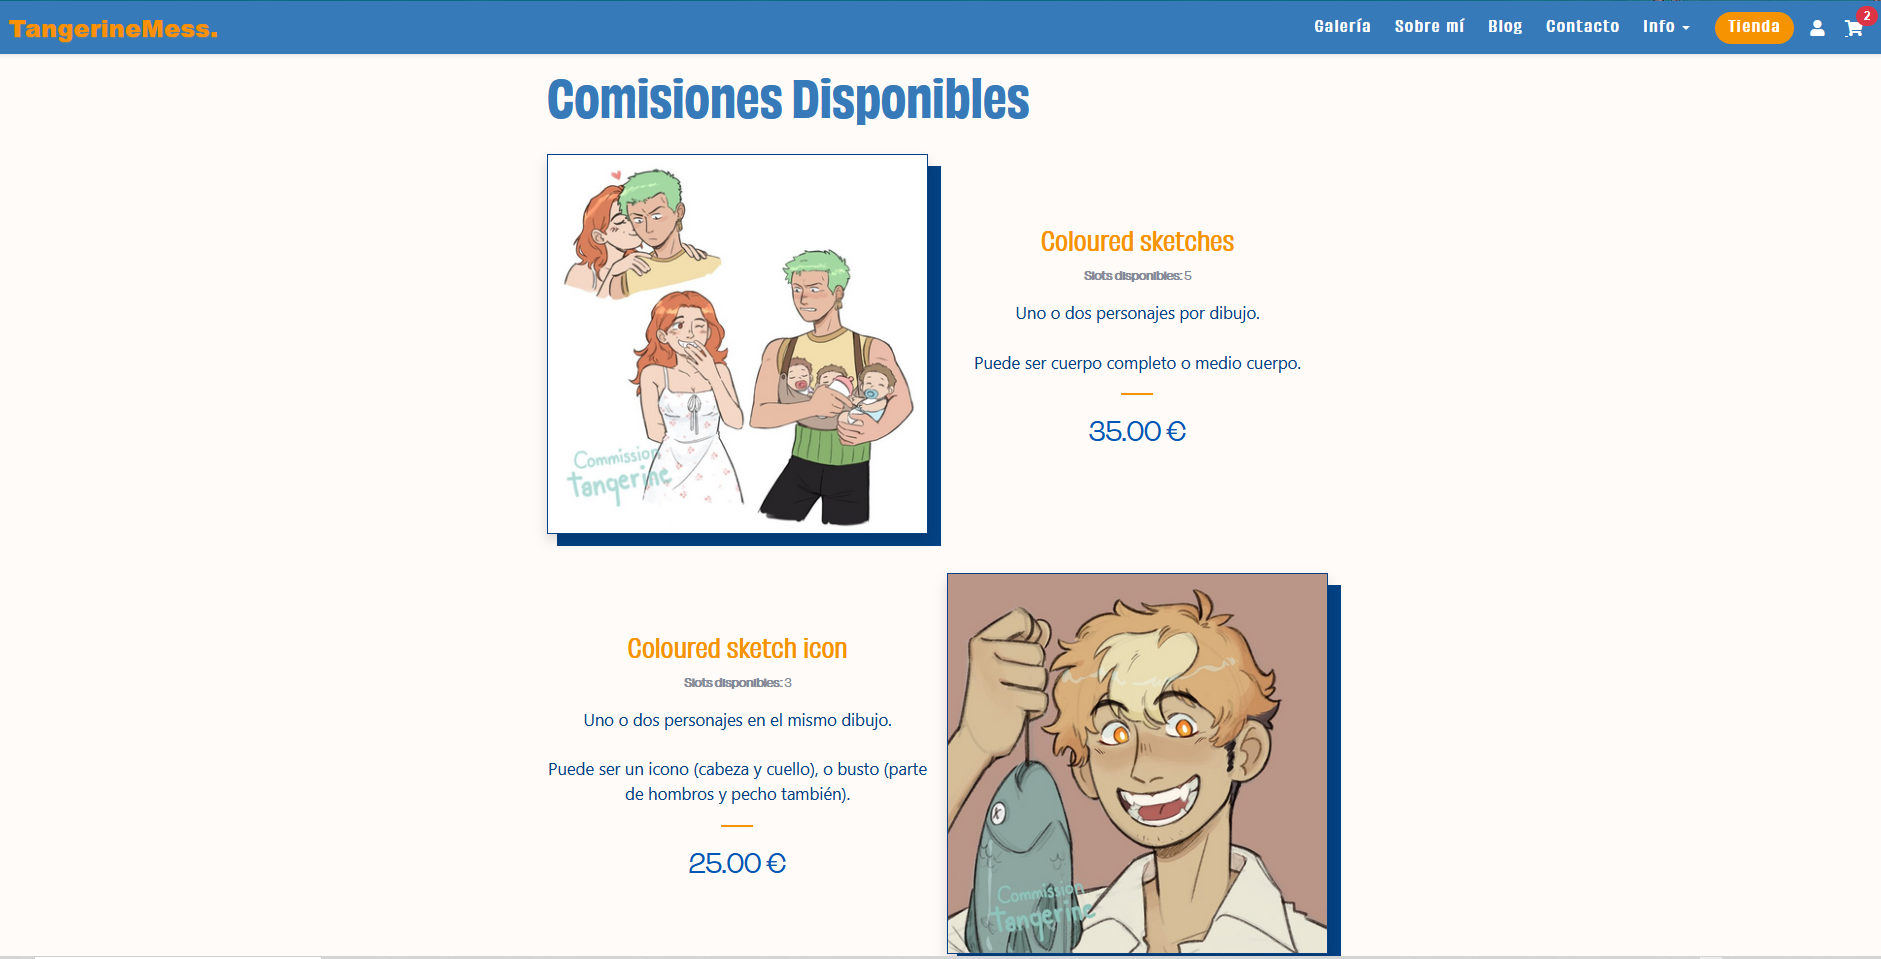 TangerineMess.
Galería Sobre mí Blog Contacto Info Tienda 2
Comisiones Disponibles
Commission
Tangerine
Coloured sketches
Slots disponibles: 5
Uno o dos personajes por dibujo.
Puede ser cuerpo completo o medio cuerpo.
35.00 €
Coloured sketch icon
Slots disponibles: 3
Uno o dos personajes en el mismo dibujo.
Puede ser un icono (cabeza y cuello), o busto (parte
de hombros y pecho también).
25.00 €
Commission
Tangerine